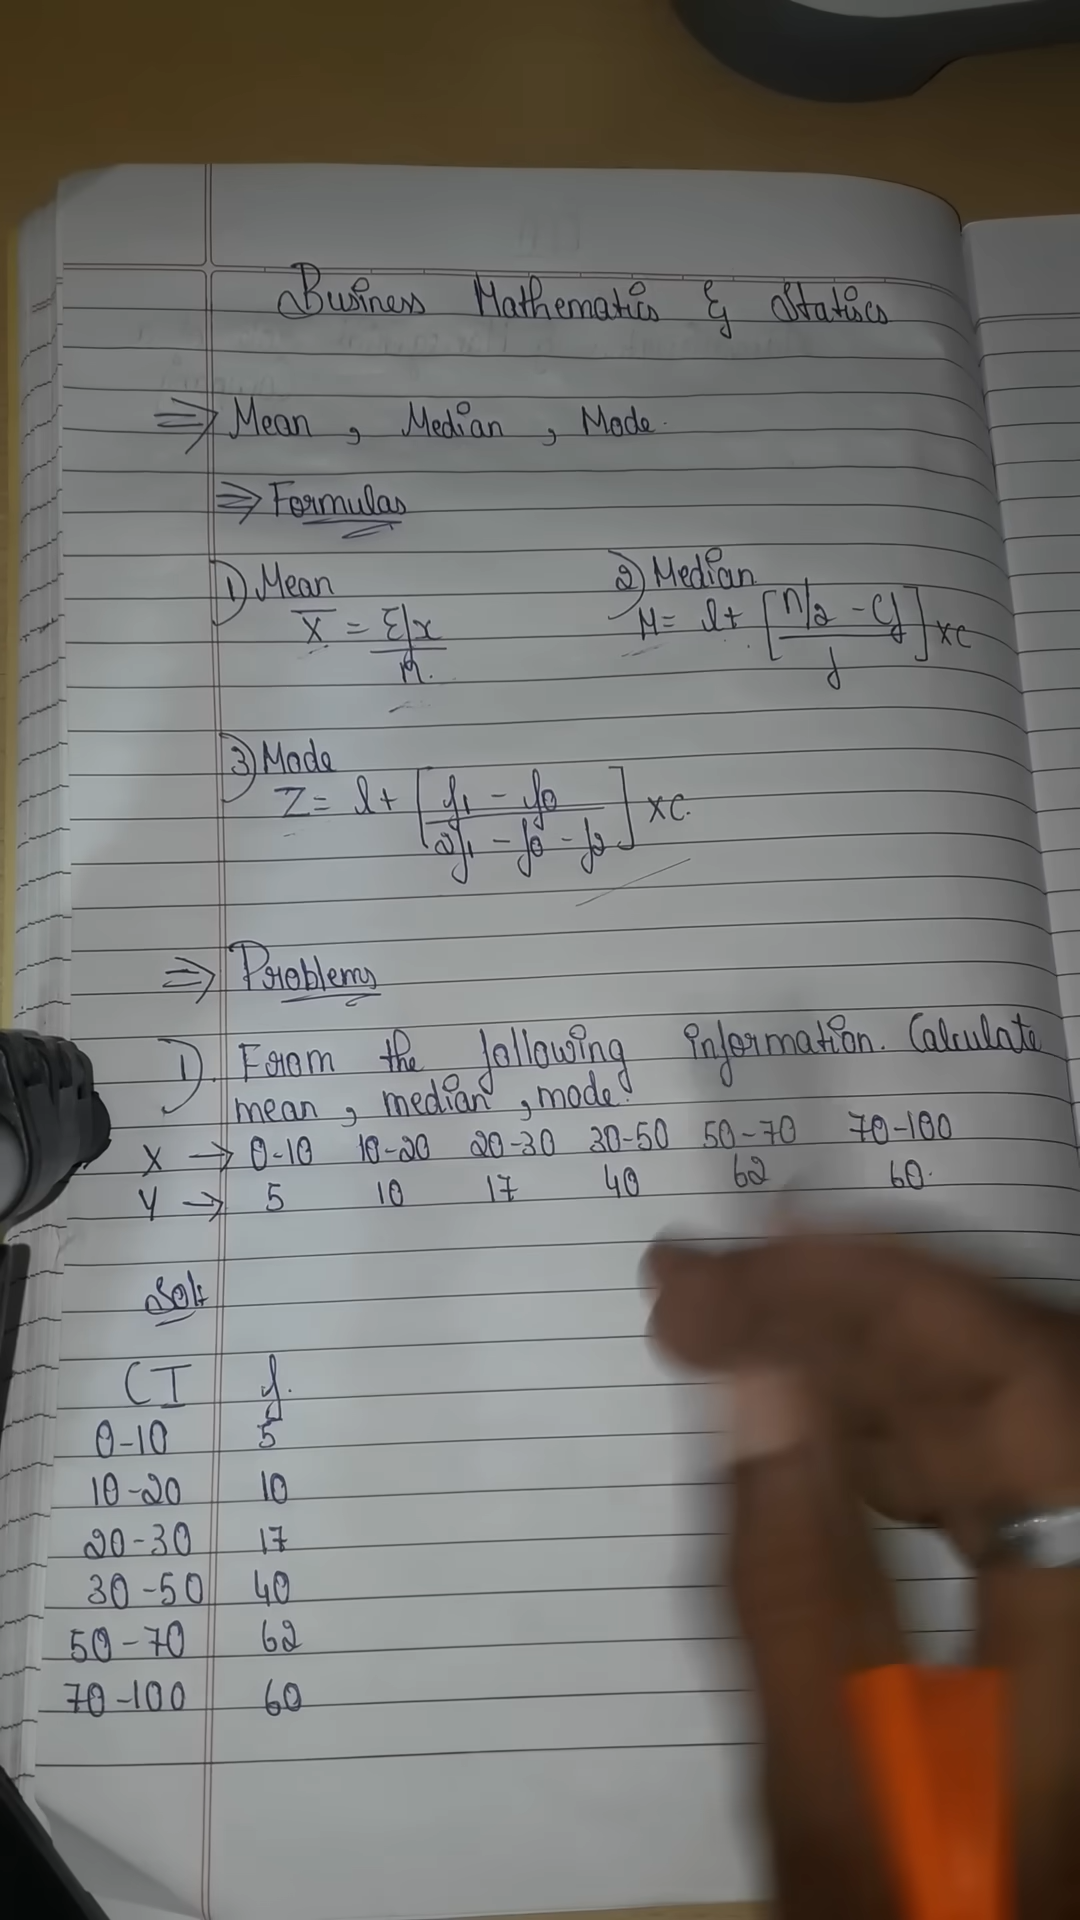 Business Mathematics & Statiscs
⇒ Mean, Median, Mode.
⇒ Formulas
1) Mean
X̄ = Σfx / n.
2) Median
M = l + [n/2 - Cf / f] × C
3) Mode
Z = l + [f1 - f0 / 2f1 - f0 - f2] × C.
⇒ Problems
1). From the following information. Calculate
mean, median, mode.
X → 0-10 10-20 20-30 30-50 50-70 70-100
Y → 5 10 17 40 62 60.
Sol:
CI f.
0-10 5
10-20 10
20-30 17
30-50 40
50-70 62
70-100 60